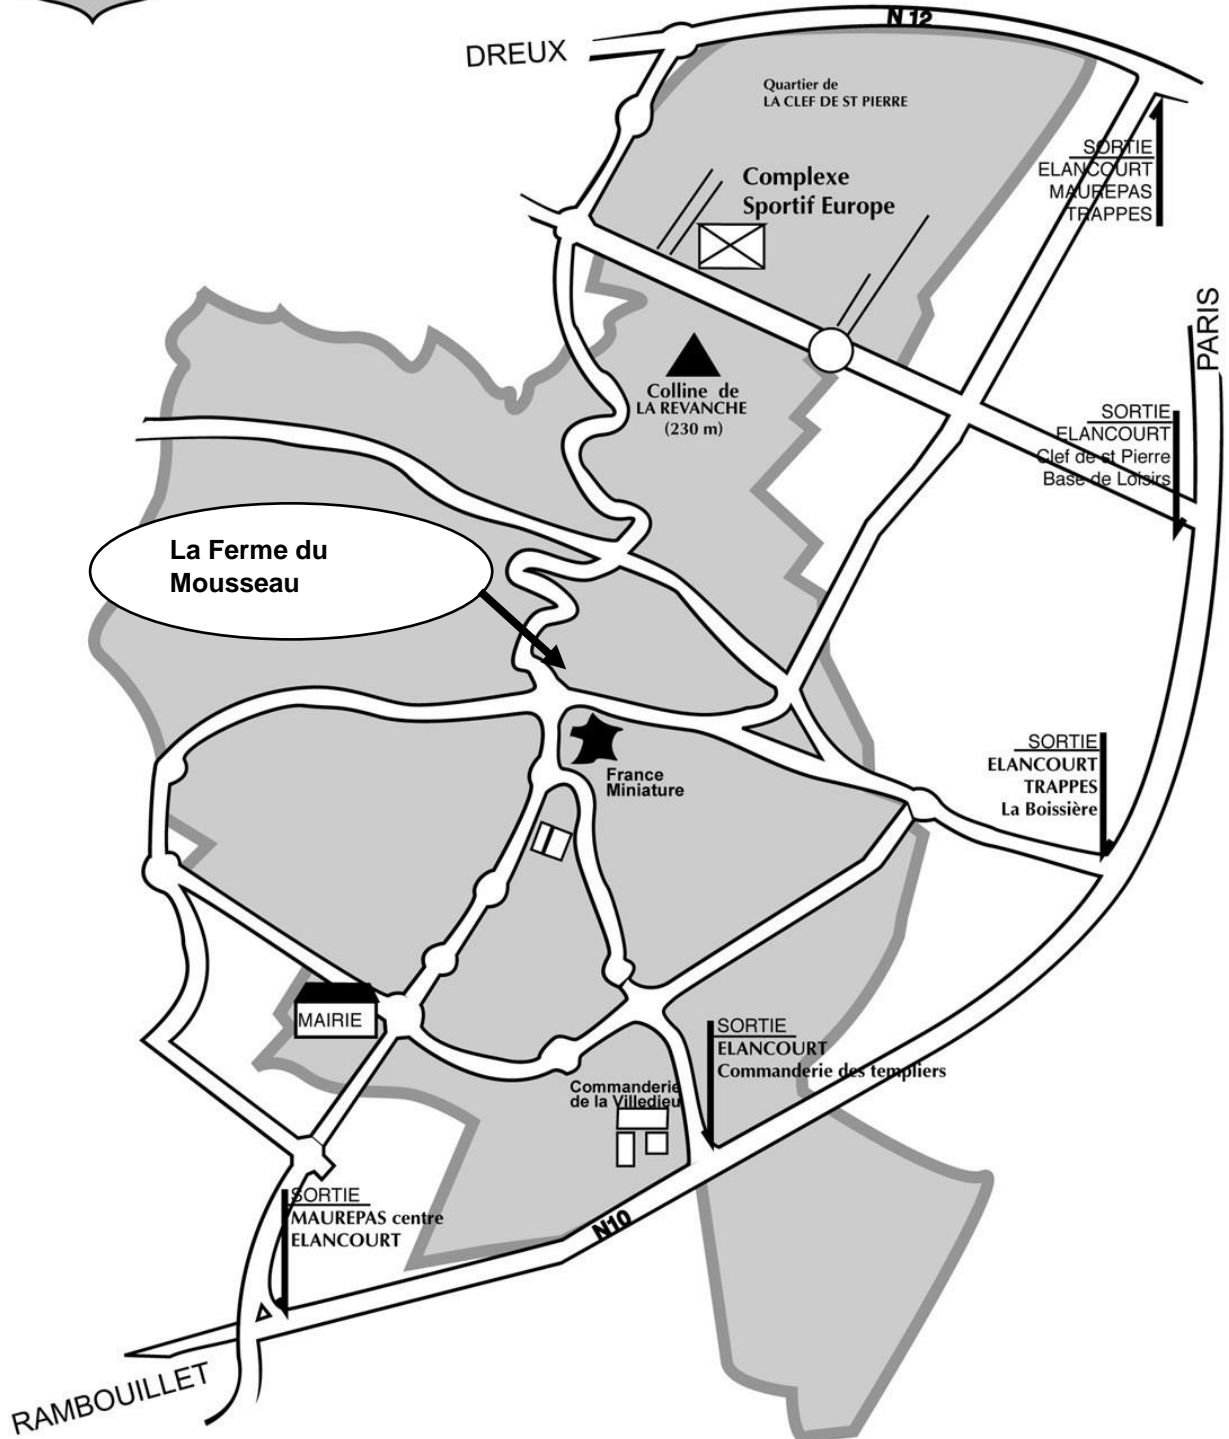 N 12
DREUX
Quartier de
LA CLEF DE ST PIERRE
SORTIE
ELANCOURT
MAUREPAS
TRAPPES
Complexe
Sportif Europe
PARIS
Colline de
LA REVANCHE
(230 m)
SORTIE
ELANCOURT
Clef de st Pierre
Base de Loisirs
La Ferme du
Mousseau
SORTIE
ELANCOURT
TRAPPES
La Boissière
France
Miniature
MAIRIE
SORTIE
ELANCOURT
Commanderie des templiers
Commanderie
de la Villedieu
SORTIE
MAUREPAS centre
ELANCOURT
N10
RAMBOUILLET